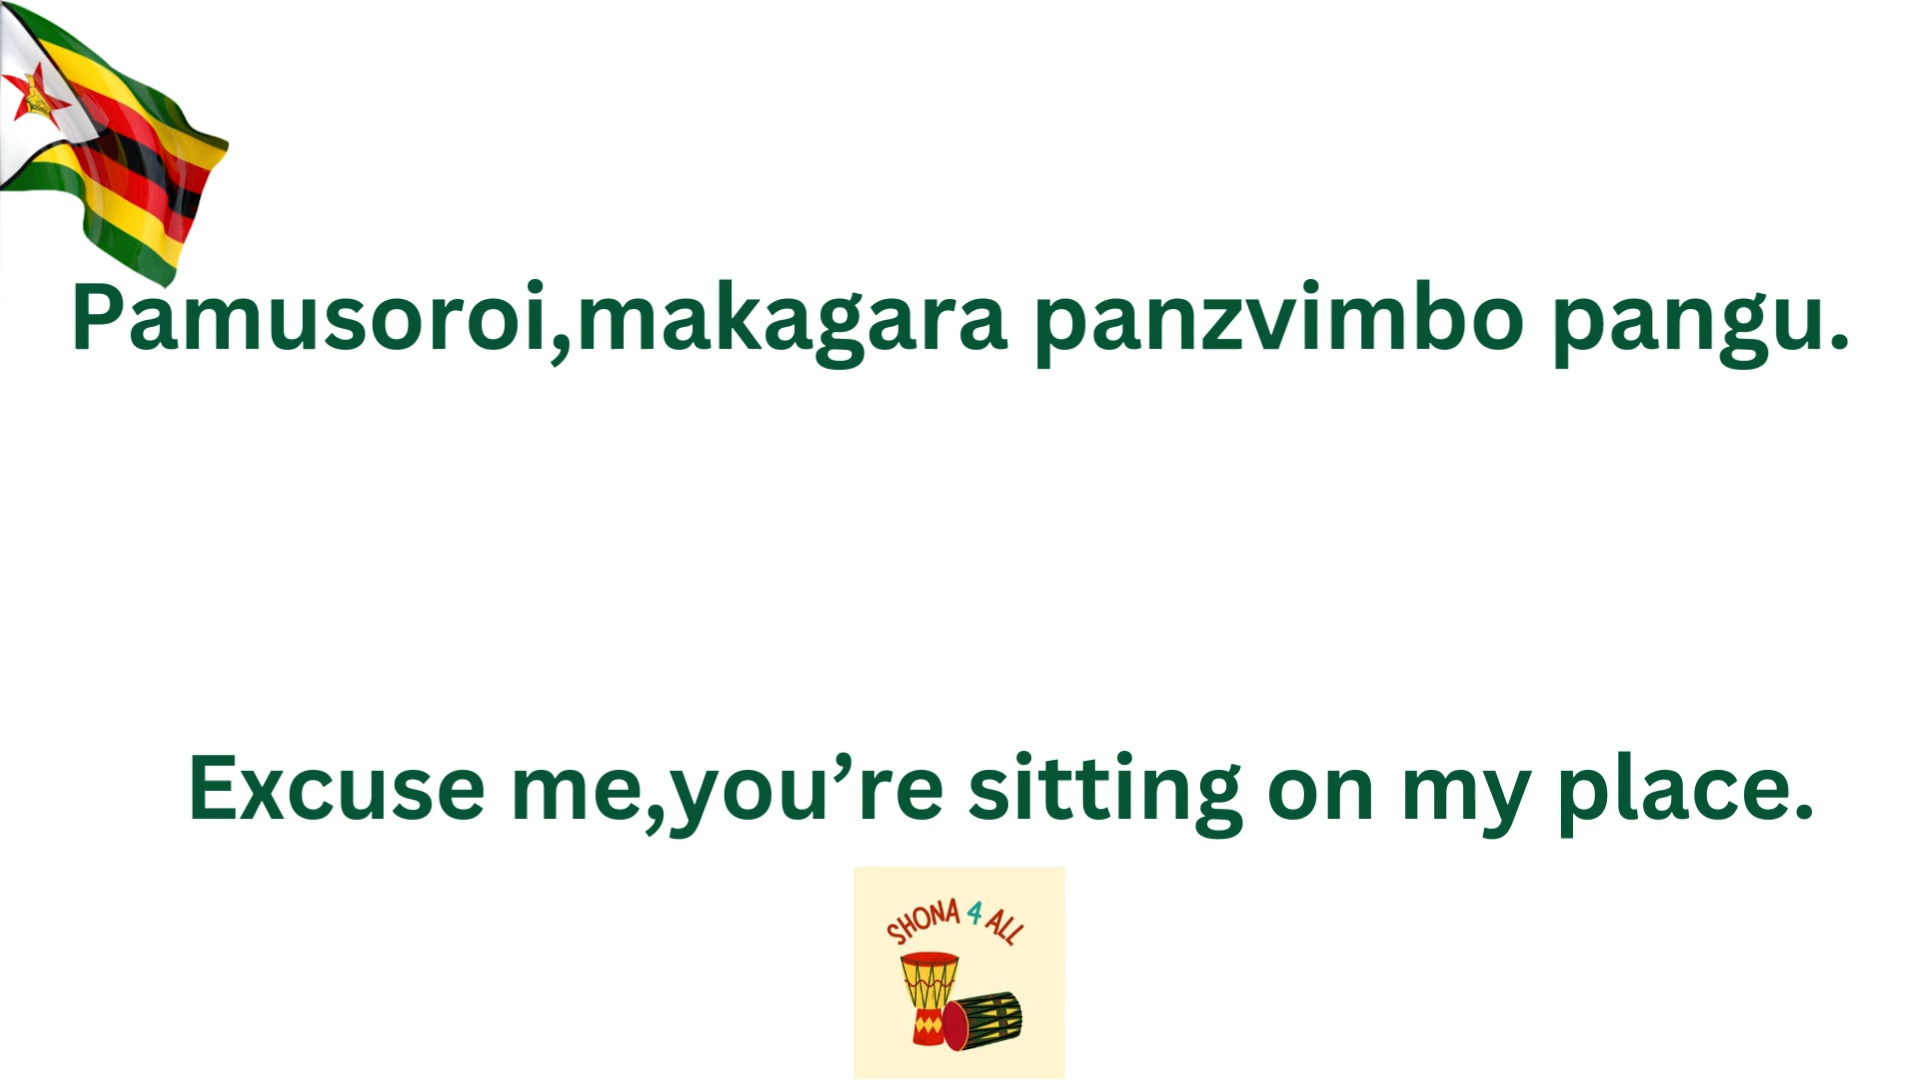 Pamusoroi,makagara panzvimbo pangu.
Excuse me,you’re sitting on my place.
SHONA 4 ALL